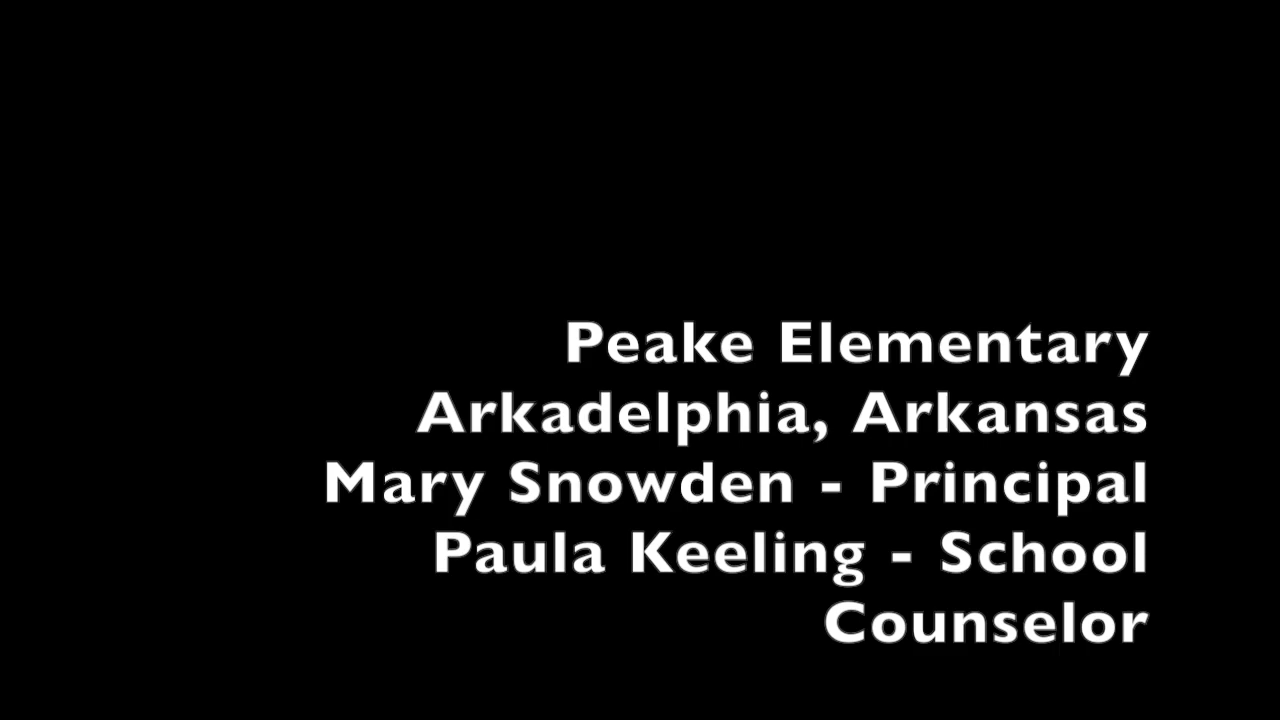 Peake Elementary
Arkadelphia, Arkansas
Mary Snowden - Principal
Paula Keeling - School
Counselor